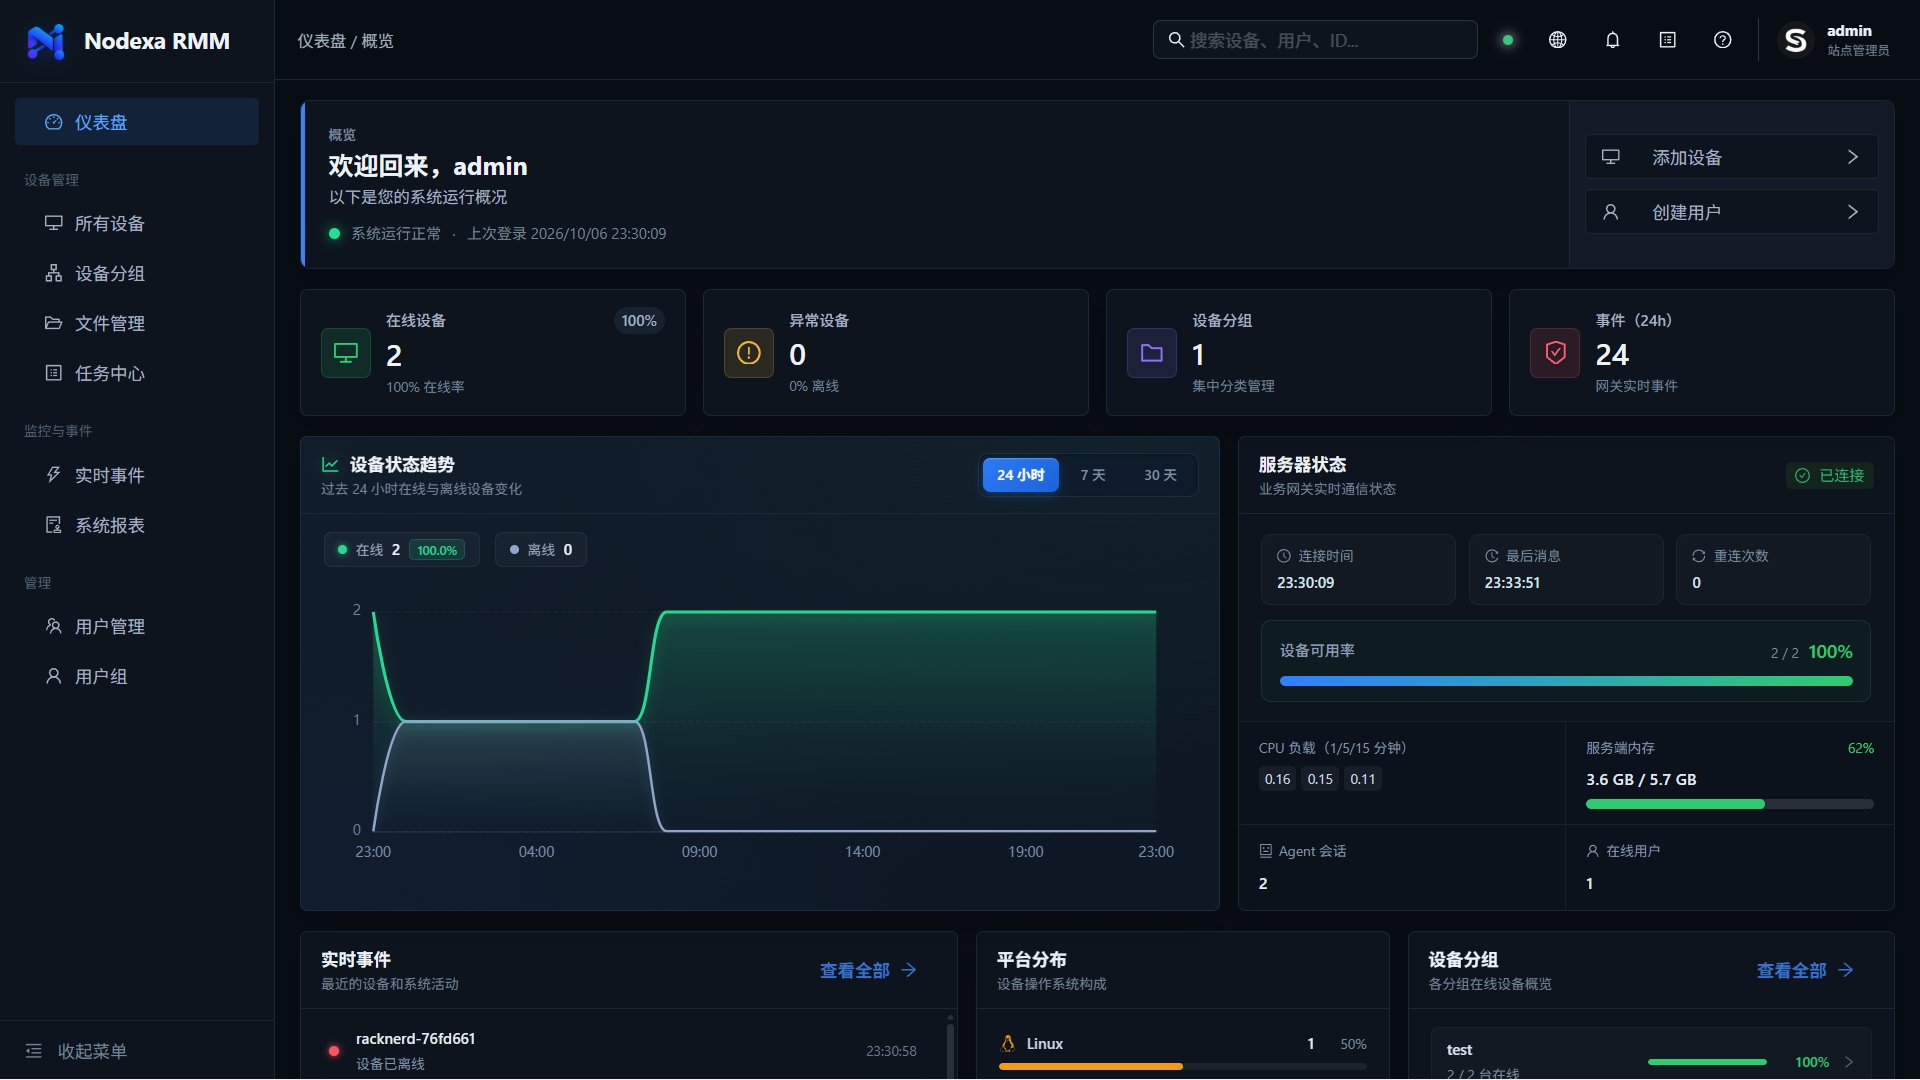 Nodexa RMM
仪表盘 / 概览
搜索设备、用户、ID...
admin
站点管理员
仪表盘
设备管理
所有设备
设备分组
文件管理
任务中心
监控与事件
实时事件
系统报表
管理
用户管理
用户组
收起菜单
概览
欢迎回来，admin
以下是您的系统运行概况
系统运行正常 · 上次登录 2026/10/06 23:30:09
添加设备
创建用户
在线设备
100%
2
100% 在线率
异常设备
0
0% 离线
设备分组
1
集中分类管理
事件（24h）
24
网关实时事件
设备状态趋势
过去 24 小时在线与离线设备变化
24 小时
7 天
30 天
在线 2 100.0%
离线 0
2
1
0
23:00
04:00
09:00
14:00
19:00
23:00
服务器状态
业务网关实时通信状态
已连接
连接时间
23:30:09
最后消息
23:33:51
重连次数
0
设备可用率
2 / 2 100%
CPU 负载（1/5/15 分钟）
0.16 0.15 0.11
服务端内存
62%
3.6 GB / 5.7 GB
Agent 会话
2
在线用户
1
实时事件
最近的设备和系统活动
查看全部
racknerd-76fd661
设备已离线
23:30:58
平台分布
设备操作系统构成
Linux
1
50%
设备分组
各分组在线设备概览
查看全部
test
2 / 2 台在线
100%